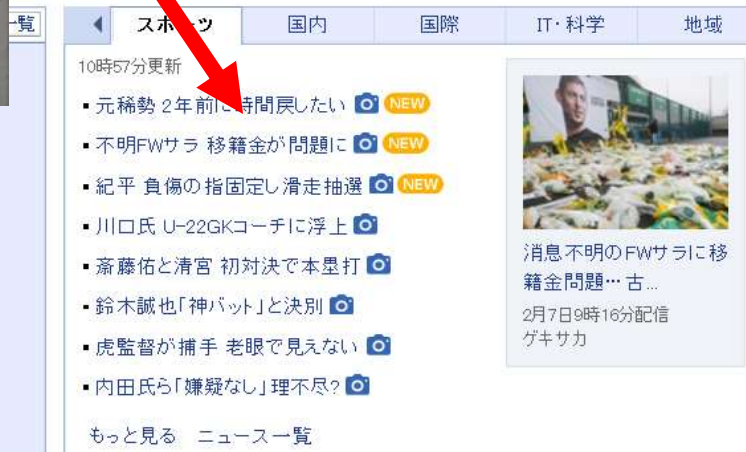 覧
スポーツ 国内 国際 IT・科学 地域
10時57分更新
元稀勢 2年前に時間戻したい NEW
不明FWサラ 移籍金が問題に NEW
紀平 負傷の指固定し滑走抽選 NEW
川口氏 U-22GKコーチに浮上
斎藤佑と清宮 初対決で本塁打
鈴木誠也「神バット」と決別
虎監督が捕手 老眼で見えない
内田氏ら「嫌疑なし」理不尽?
もっと見る ニュース一覧
消息不明のFWサラに移
籍金問題…古...
2月7日9時16分配信
ゲキサカ